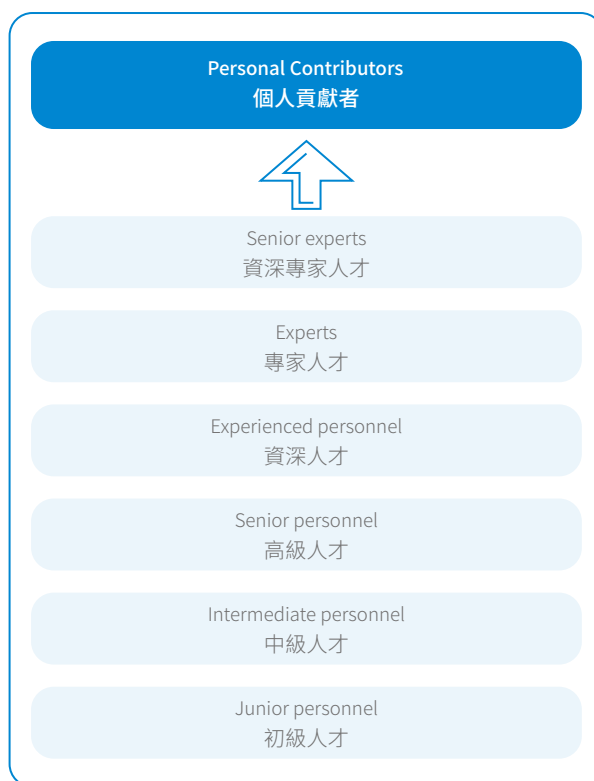 Personal Contributors
個人貢獻者
Senior experts
資深專家人才
Experts
專家人才
Experienced personnel
資深人才
Senior personnel
高級人才
Intermediate personnel
中級人才
Junior personnel
初級人才